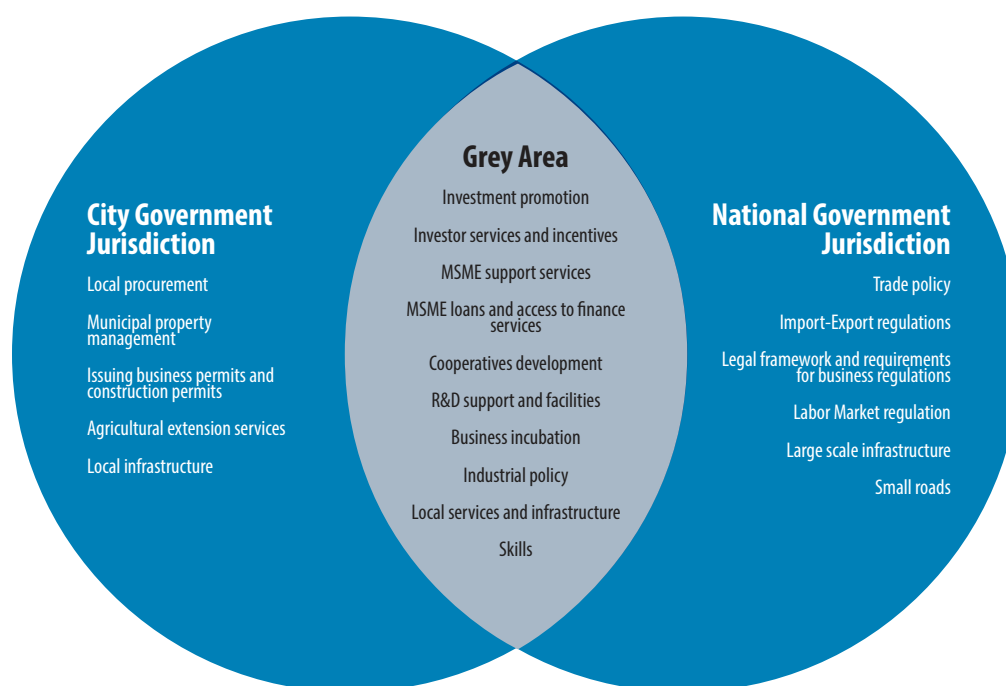 City Government
Jurisdiction
Local procurement
Municipal property
management
Issuing business permits and
construction permits
Agricultural extension services
Local infrastructure
Grey Area
Investment promotion
Investor services and incentives
MSME support services
MSME loans and access to finance
services
Cooperatives development
R&D support and facilities
Business incubation
Industrial policy
Local services and infrastructure
Skills
National Government
Jurisdiction
Trade policy
Import-Export regulations
Legal framework and requirements
for business regulations
Labor Market regulation
Large scale infrastructure
Small roads